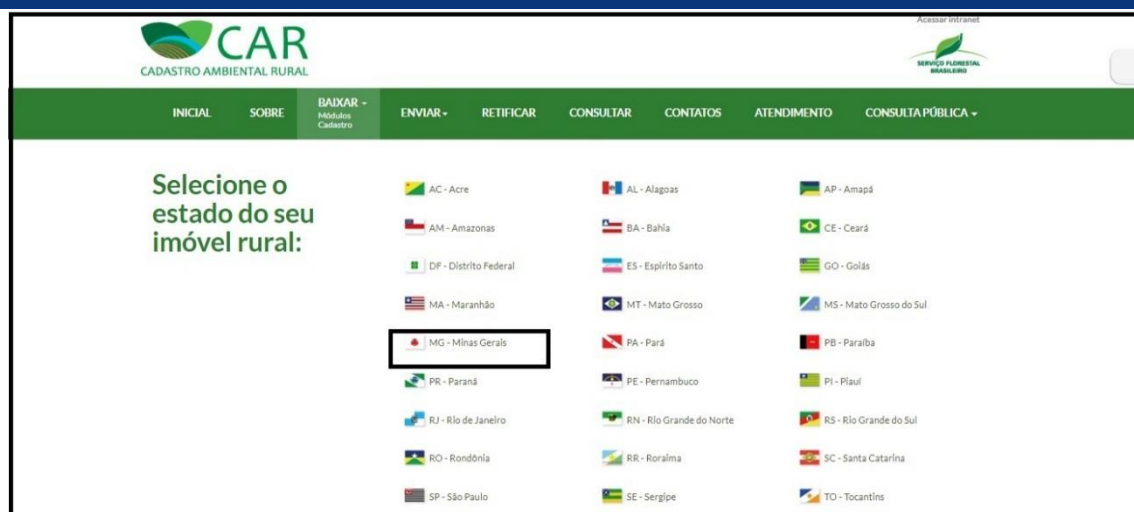 Acessar intranet
CAR
CADASTRO AMBIENTAL RURAL
SERVIÇO FLORESTAL
BRASILEIRO
INICIAL SOBRE BAIXAR ENVIAR RETIFICAR CONSULTAR CONTATOS ATENDIMENTO CONSULTA PÚBLICA
Módulos
Cadastro
Selecione o
estado do seu
imóvel rural:
AC - Acre AL - Alagoas AP - Amapá
AM - Amazonas BA - Bahia CE - Ceará
DF - Distrito Federal ES - Espírito Santo GO - Goiás
MA - Maranhão MT - Mato Grosso MS - Mato Grosso do Sul
MG - Minas Gerais PA - Pará PB - Paraíba
PR - Paraná PE - Pernambuco PI - Piauí
RJ - Rio de Janeiro RN - Rio Grande do Norte RS - Rio Grande do Sul
RO - Rondônia RR - Roraima SC - Santa Catarina
SP - São Paulo SE - Sergipe TO - Tocantins